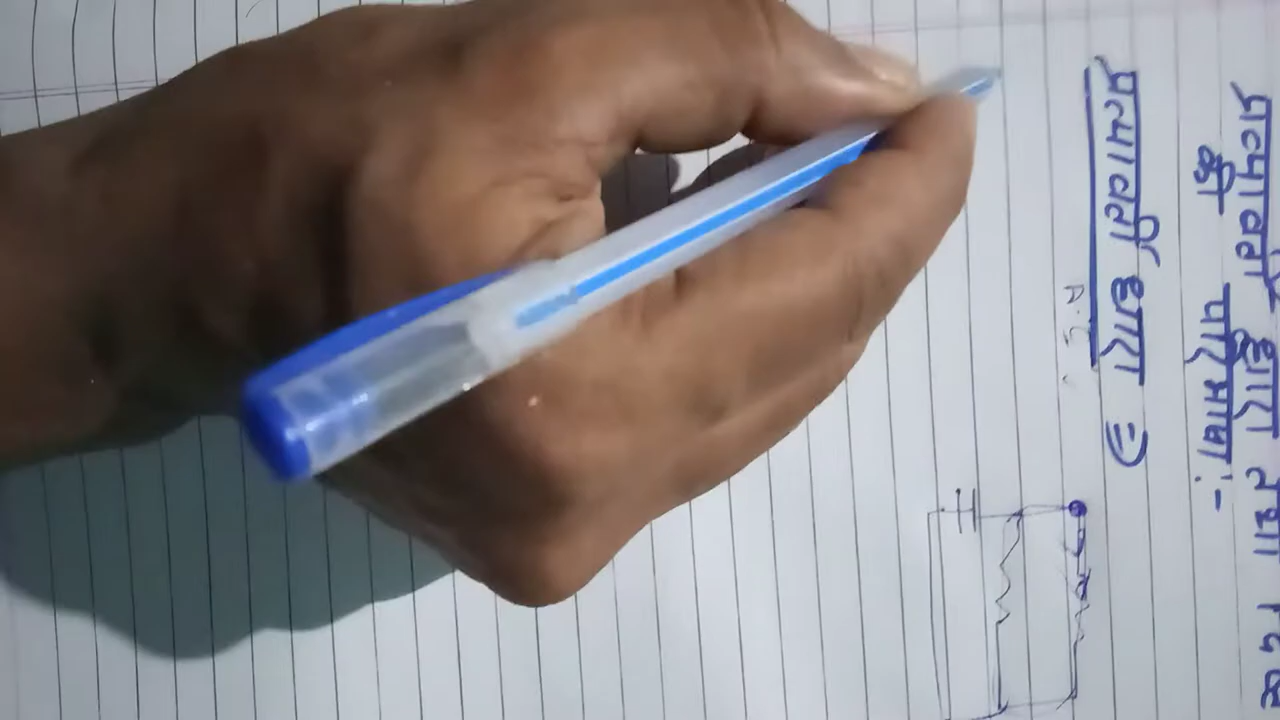 प्रत्यावर्ती धारा तथा दिष्ट
की परिभाषा:-
प्रत्यावर्ती धारा ⇒
A.C.